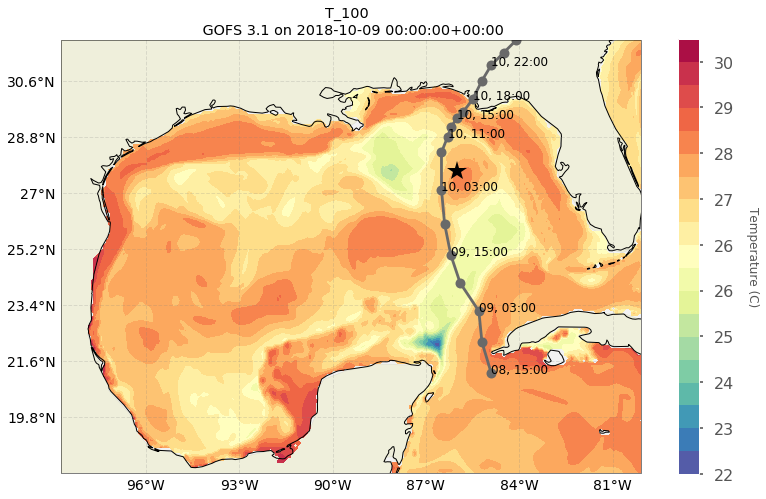 T_100
GOFS 3.1 on 2018-10-09 00:00:00+00:00
30.6°N
28.8°N
27°N
25.2°N
23.4°N
21.6°N
19.8°N
10, 22:00
10, 18:00
10, 15:00
10, 11:00
10, 03:00
09, 15:00
09, 03:00
08, 15:00
96°W
93°W
90°W
87°W
84°W
81°W
30
29
28
28
27
26
26
25
24
23
22
Temperature (C)